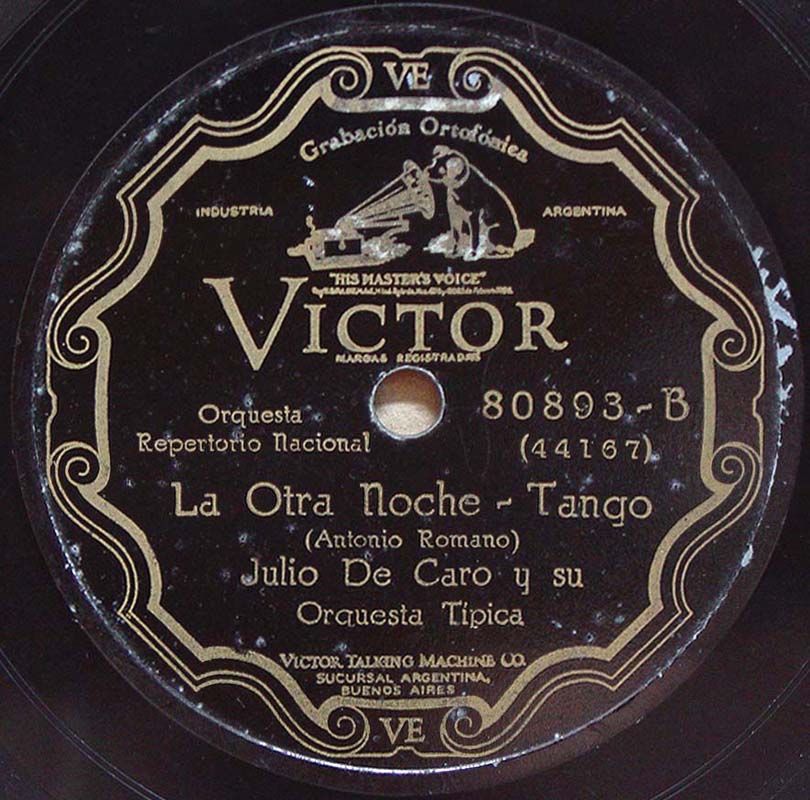 VE
Grabación Ortofónica
INDUSTRIA ARGENTINA
"HIS MASTER'S VOICE"
VICTOR
MARCAS REGISTRADAS
80893-B
Orquesta
Repertorio Nacional (44167)
La Otra Noche - Tango
(Antonio Romano)
Julio De Caro y su
Orquesta Típica
VICTOR TALKING MACHINE CO.
SUCURSAL ARGENTINA,
BUENOS AIRES
VE